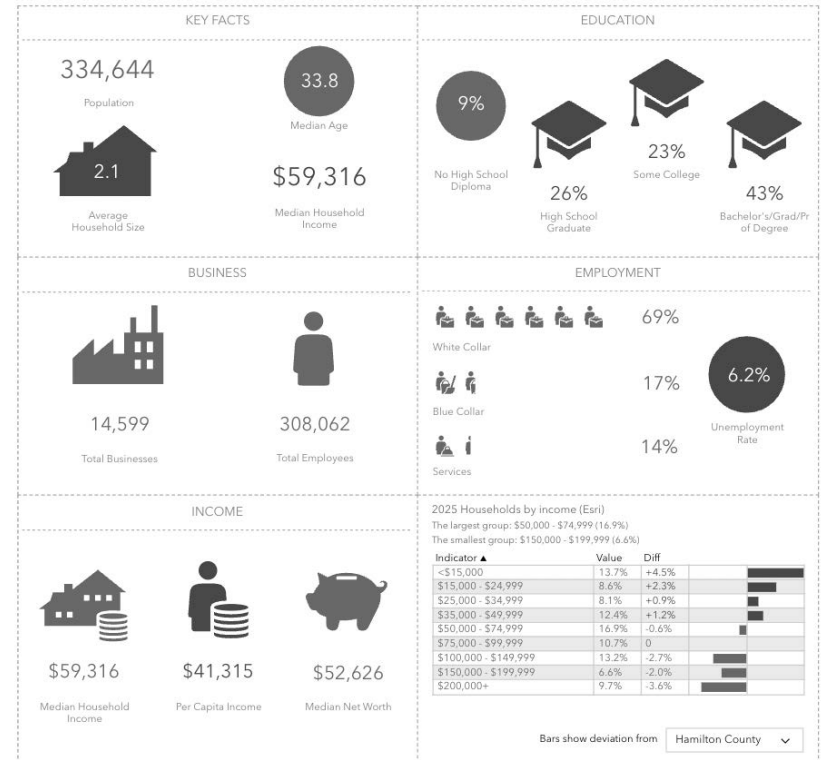 KEY FACTS
334,644
Population
33.8
Median Age
2.1
Average
Household Size
$59,316
Median Household
Income
EDUCATION
9%
No High School
Diploma
26%
High School
Graduate
23%
Some College
43%
Bachelor's/Grad/Pr
of Degree
BUSINESS
14,599
Total Businesses
308,062
Total Employees
EMPLOYMENT
69%
White Collar
17%
Blue Collar
14%
Services
6.2%
Unemployment
Rate
INCOME
$59,316
Median Household
Income
$41,315
Per Capita Income
$52,626
Median Net Worth
2025 Households by income (Esri)
The largest group: $50,000 - $74,999 (16.9%)
The smallest group: $150,000 - $199,999 (6.6%)
Indicator ▲ Value Diff
<$15,000 13.7% +4.5%
$15,000 - $24,999 8.6% +2.3%
$25,000 - $34,999 8.1% +0.9%
$35,000 - $49,999 12.4% +1.2%
$50,000 - $74,999 16.9% -0.6%
$75,000 - $99,999 10.7% 0
$100,000 - $149,999 13.2% -2.7%
$150,000 - $199,999 6.6% -2.0%
$200,000+ 9.7% -3.6%
Bars show deviation from Hamilton County